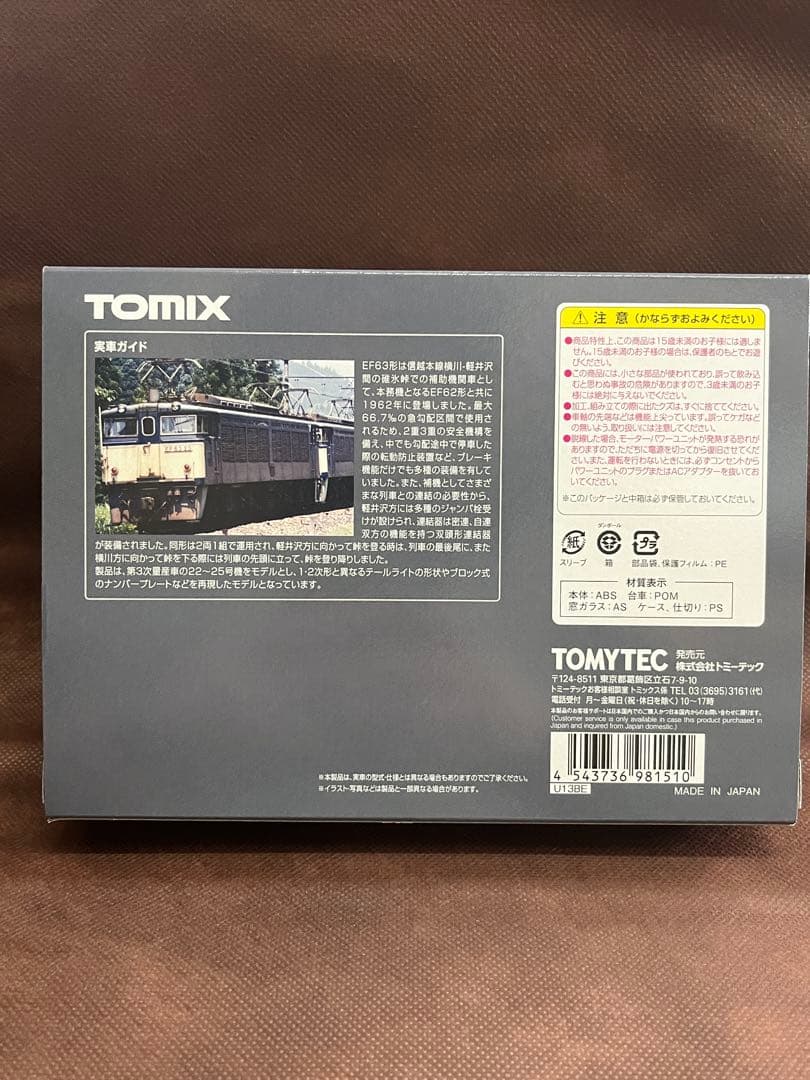 TOMIX
実車ガイド
EF63形は信越本線横川-軽井沢
間の碓氷峠での補助機関車とし
て、本務機となるEF62形と共に
1962年に登場しました。最大
66.7‰の急勾配区間で使用さ
れるため、2重3重の安全機構を
備え、中でも勾配途中で停車した
際の転動防止装置など、ブレーキ
機能だけでも多種の装備を有して
いました。また、補機としてさまざ
まな列車との連結の必要性から、
軽井沢方には多種のジャンパ栓受
けが設けられ、連結器は密連、自連
双方の機能を持つ双頭形連結器
が装備されました。同形は2両1組で運用され、軽井沢方に向かって峠を登る時は、列車の最後尾に、また
横川方に向かって峠を下る際には列車の先頭に立って、峠を登り降りしました。
製品は、第3次量産車の22〜25号機をモデルとし、1・2次形と異なるテールライトの形状やブロック式
のナンバープレートなどを再現したモデルとなっています。
※本製品は、実車の型式・仕様とは異なる場合もありますのでご了承ください。
※イラスト・写真などは製品と一部異なる場合があります。
注意（かならずおよみください）
●商品特性上、この商品は15歳未満のお子様には適しま
せん。15歳未満のお子様の場合は、保護者のもとでお遊
びください。
●この商品には、小さな部品が使われており、誤って飲み込
むと思わぬ事故の危険がありますので、3歳未満のお子
様には絶対に与えないでください。
●加工、組み立ての際に出たクズは、すぐに捨ててください。
●車軸の先端などは機能上尖っています。誤ってケガなど
の無いよう、取り扱いには注意してください。
●脱線した場合、モーターパワーユニットが発熱する恐れが
ありますので、ただちに電源を切ってから復旧させてくだ
さい。また、運転を行わないときには、必ずコンセントから
パワーユニットのプラグまたはACアダプターを抜いてお
いてください。
※このパッケージと中箱は必ず保管しておいてください。
紙
スリーブ
ダンボール
箱
プラ
部品袋、保護フィルム：PE
材質表示
本体：ABS 台車：POM
窓ガラス：AS ケース、仕切り：PS
TOMYTEC 発売元 株式会社トミーテック
〒124-8511 東京都葛飾区立石7-9-10
トミーテックお客様相談室 トミックス係 TEL 03(3695)3161(代)
電話受付 月〜金曜日(祝・休日を除く)10〜17時
本製品のお客様サポートは日本国内でのご購入かつ日本国内からのお問い合わせに限ります。
(Customer service is only available in case this product purchased in
Japan and inquired from Japan domestic.)
4 543736 981510
U13BE
MADE IN JAPAN